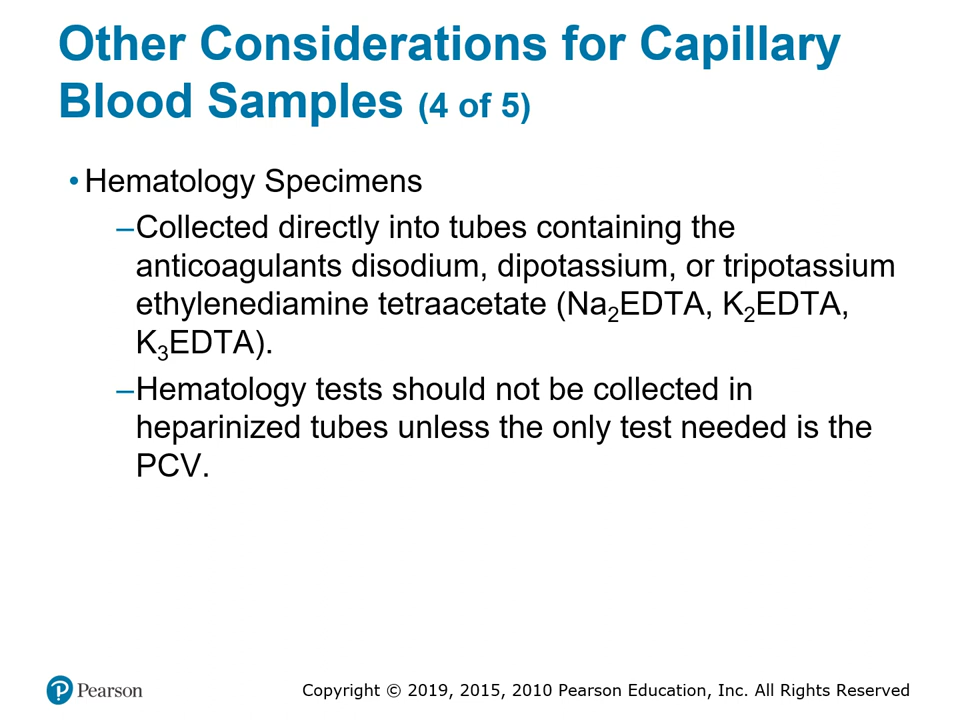 Other Considerations for Capillary
Blood Samples (4 of 5)
• Hematology Specimens
–Collected directly into tubes containing the
anticoagulants disodium, dipotassium, or tripotassium
ethylenediamine tetraacetate (Na₂EDTA, K₂EDTA,
K₃EDTA).
–Hematology tests should not be collected in
heparinized tubes unless the only test needed is the
PCV.
Pearson
Copyright © 2019, 2015, 2010 Pearson Education, Inc. All Rights Reserved